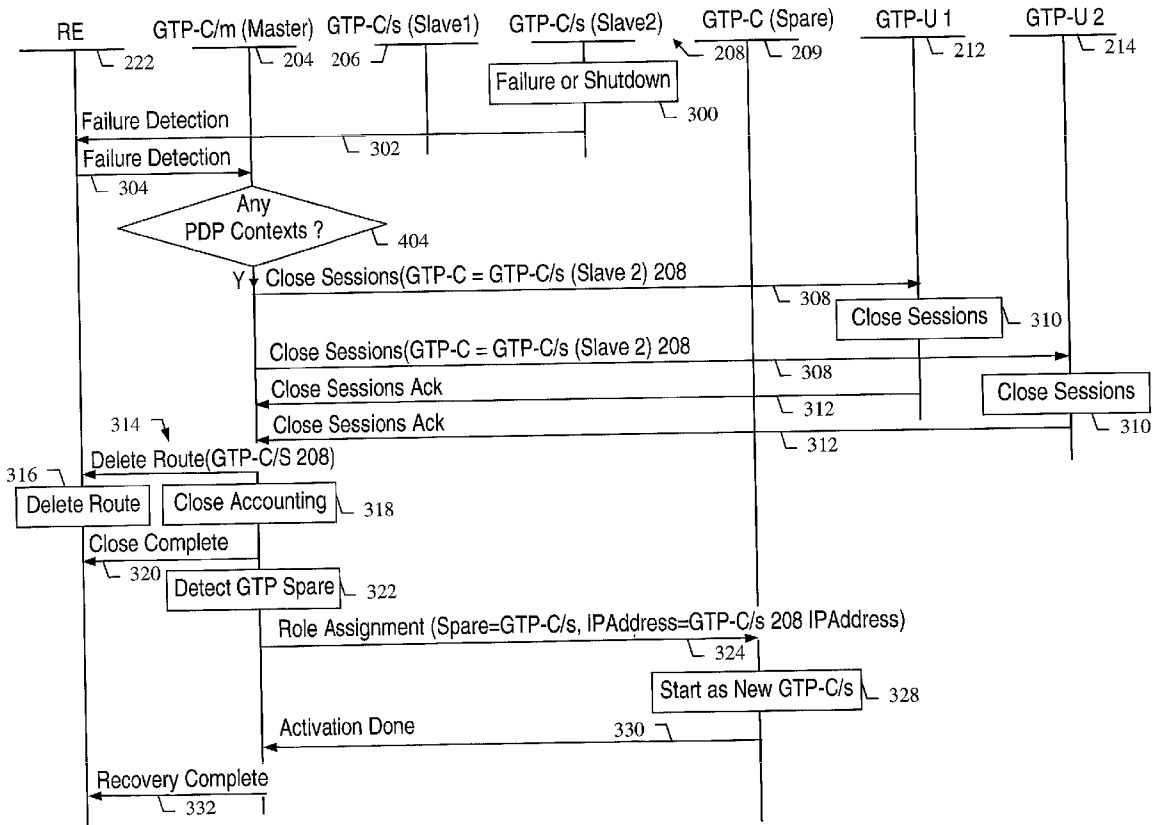 RE
GTP-C/m (Master)
GTP-C/s (Slave1)
GTP-C/s (Slave2)
GTP-C (Spare)
GTP-U 1
GTP-U 2
222
204
206
208
209
212
214
Failure or Shutdown
300
Failure Detection
302
Failure Detection
304
Any
PDP Contexts ?
404
Y
Close Sessions(GTP-C = GTP-C/s (Slave 2) 208
308
Close Sessions
310
Close Sessions(GTP-C = GTP-C/s (Slave 2) 208
308
Close Sessions Ack
312
Close Sessions
310
Close Sessions Ack
312
314
Delete Route(GTP-C/S 208)
316
Delete Route
Close Accounting
318
Close Complete
320
Detect GTP Spare
322
Role Assignment (Spare=GTP-C/s, IPAddress=GTP-C/s 208 IPAddress)
324
Start as New GTP-C/s
328
Activation Done
330
Recovery Complete
332